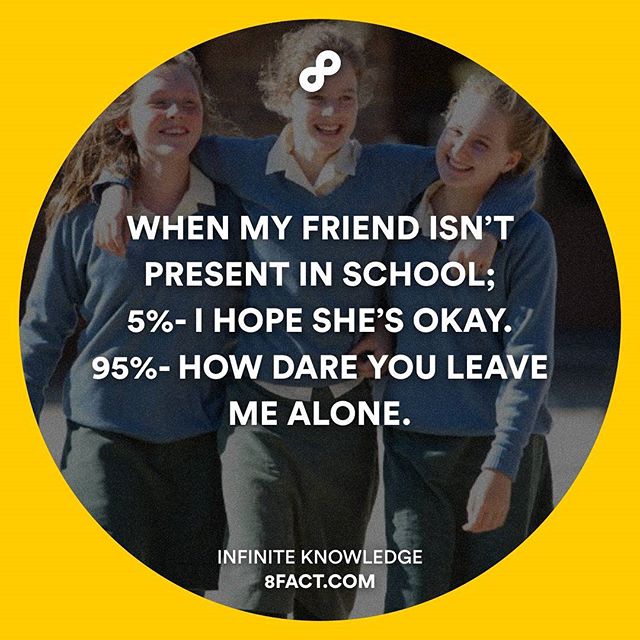 WHEN MY FRIEND ISN'T
PRESENT IN SCHOOL;
5%- I HOPE SHE'S OKAY.
95%- HOW DARE YOU LEAVE
ME ALONE.
INFINITE KNOWLEDGE
8FACT.COM